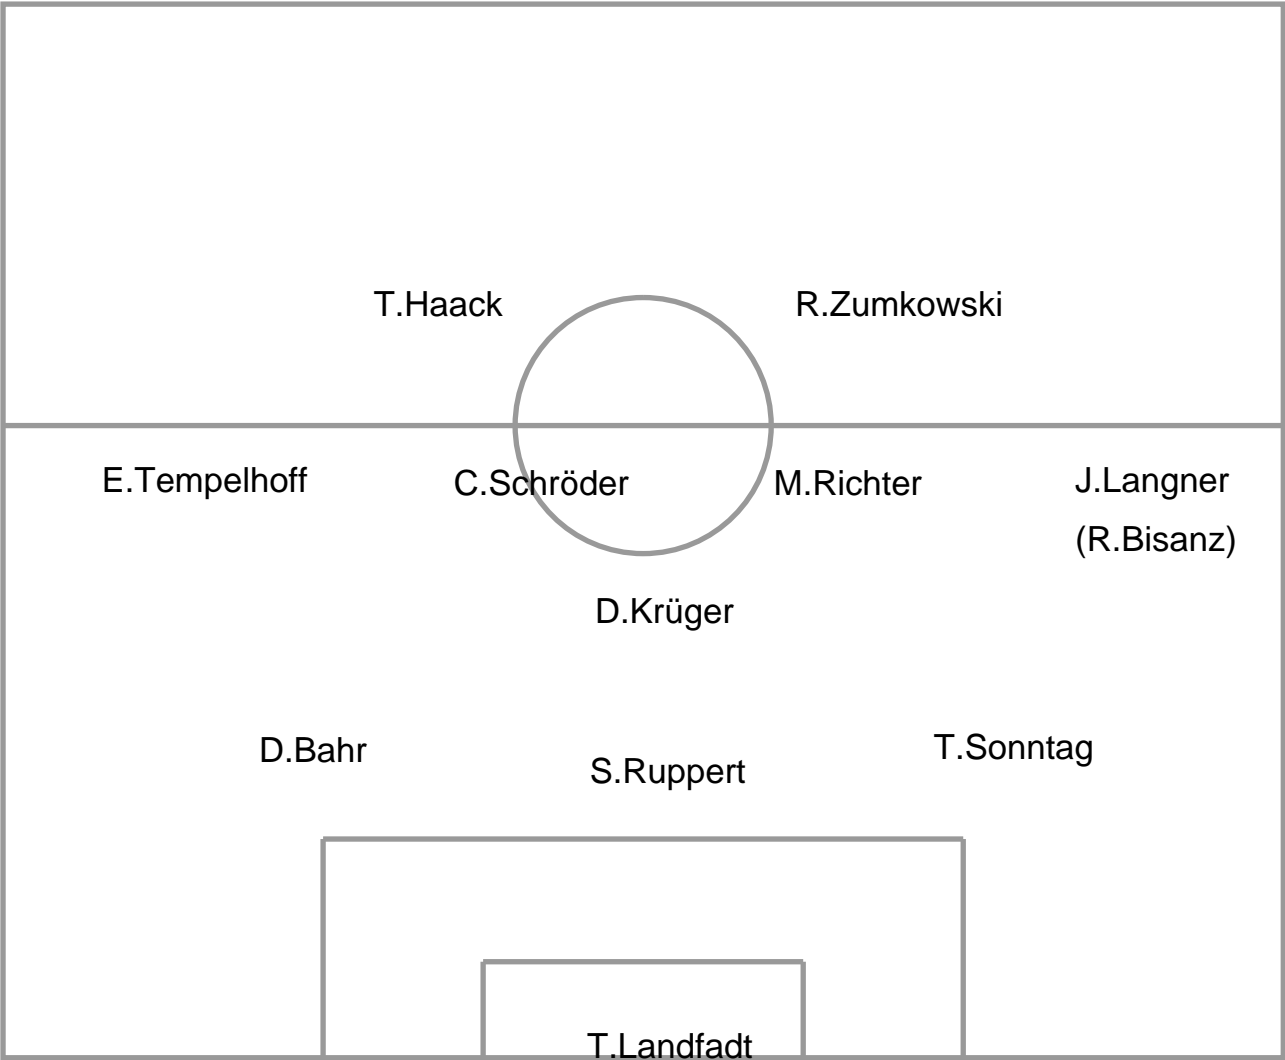 T.Haack
R.Zumkowski
E.Tempelhoff
C.Schröder
M.Richter
J.Langner
(R.Bisanz)
D.Krüger
D.Bahr
S.Ruppert
T.Sonntag
T.Landfadt